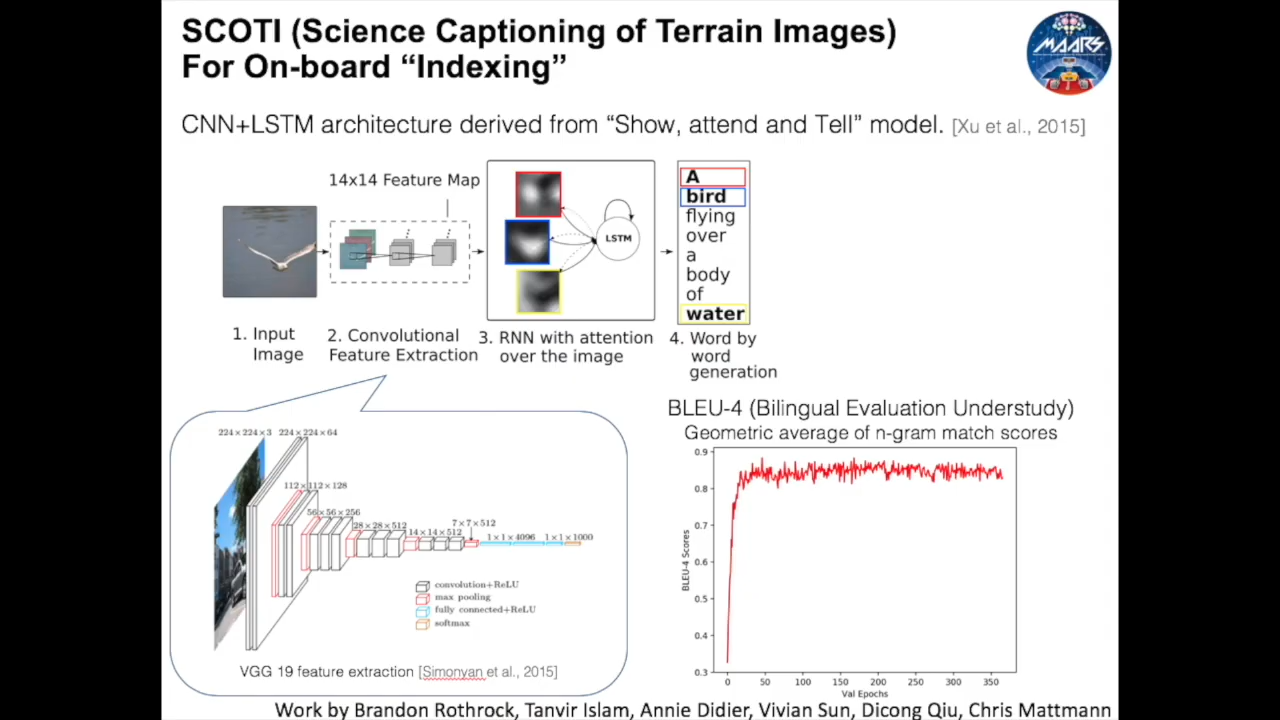 SCOTI (Science Captioning of Terrain Images)
For On-board “Indexing”
MAARS
CNN+LSTM architecture derived from “Show, attend and Tell” model. [Xu et al., 2015]
14x14 Feature Map
LSTM
A
bird
flying
over
a
body
of
water
1. Input
Image
2. Convolutional
Feature Extraction
3. RNN with attention
over the image
4. Word by
word
generation
224×224×3 224×224×64
112×112×128
56×56×256
28×28×512
14×14×512
7×7×512
1×1×4096 1×1×1000
convolution+ReLU
max pooling
fully connected+ReLU
softmax
VGG 19 feature extraction [Simonyan et al., 2015]
BLEU-4 (Bilingual Evaluation Understudy)
Geometric average of n-gram match scores
0.9
0.8
0.7
0.6
0.5
0.4
0.3
BLEU-4 Scores
0 50 100 150 200 250 300 350
Val Epochs
Work by Brandon Rothrock, Tanvir Islam, Annie Didier, Vivian Sun, Dicong Qiu, Chris Mattmann